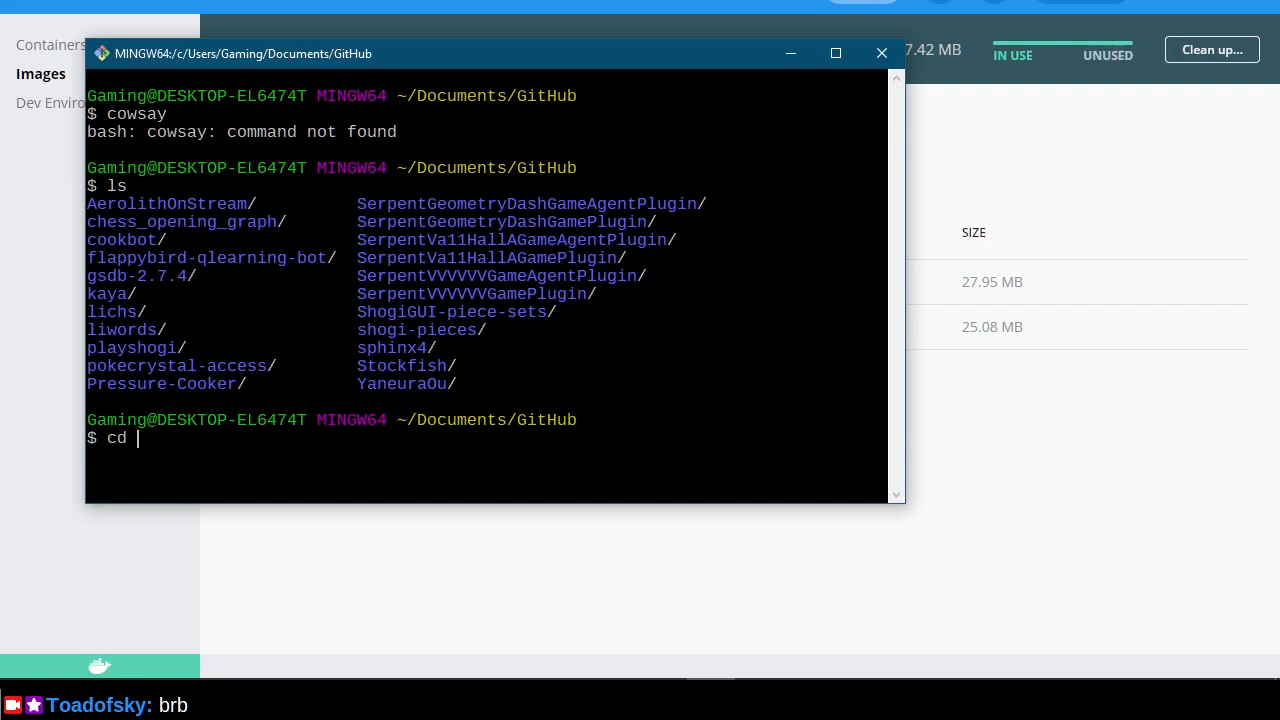 Containers
Images
Dev Enviro
7.42 MB
IN USE
UNUSED
Clean up...
MINGW64:/c/Users/Gaming/Documents/GitHub
Gaming@DESKTOP-EL6474T MINGW64 ~/Documents/GitHub
$ cowsay
bash: cowsay: command not found
Gaming@DESKTOP-EL6474T MINGW64 ~/Documents/GitHub
$ ls
AerolithOnStream/ SerpentGeometryDashGameAgentPlugin/
chess_opening_graph/ SerpentGeometryDashGamePlugin/
cookbot/ SerpentVa11HallAGameAgentPlugin/
flappybird-qlearning-bot/ SerpentVa11HallAGamePlugin/
gsdb-2.7.4/ SerpentVVVVVVGameAgentPlugin/
kaya/ SerpentVVVVVVGamePlugin/
lichs/ ShogiGUI-piece-sets/
liwords/ shogi-pieces/
playshogi/ sphinx4/
pokecrystal-access/ Stockfish/
Pressure-Cooker/ YaneuraOu/
Gaming@DESKTOP-EL6474T MINGW64 ~/Documents/GitHub
$ cd
SIZE
27.95 MB
25.08 MB
Toadofsky: brb